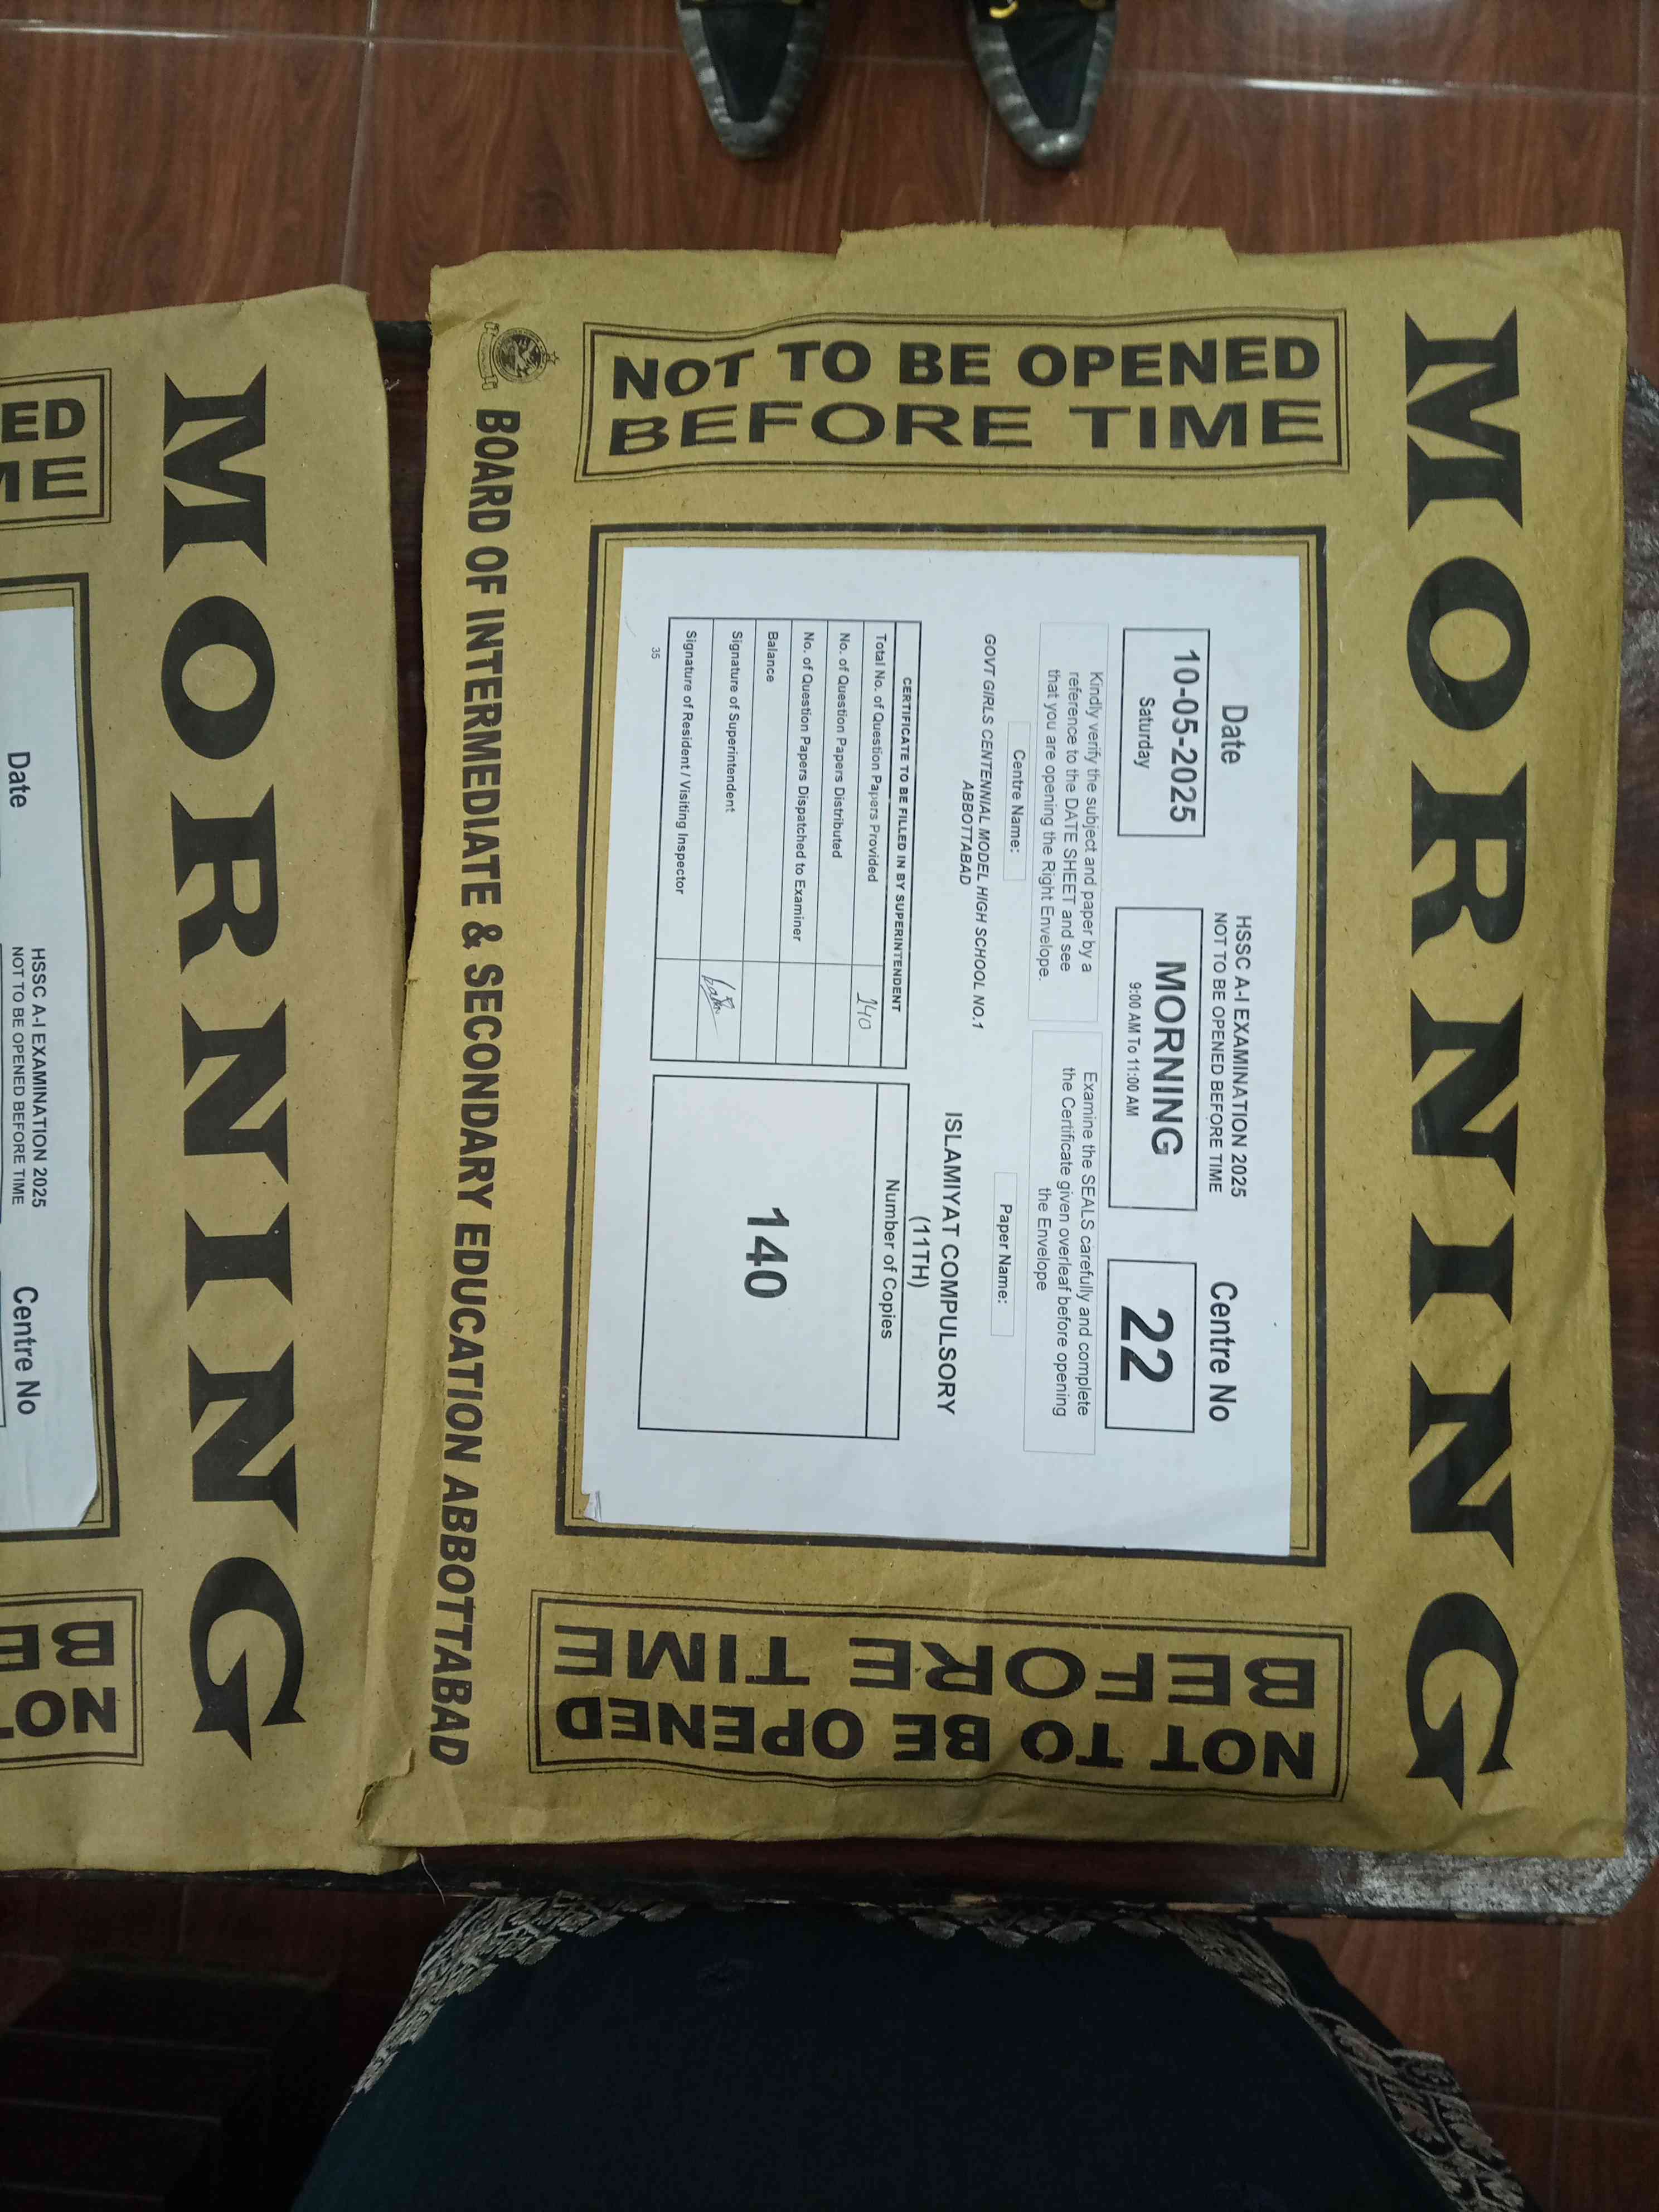 MORNING
NOT TO BE OPENED
BEFORE TIME
Date
10-05-2025
Saturday
HSSC A-I EXAMINATION 2025
NOT TO BE OPENED BEFORE TIME
MORNING
9:00 AM To 11:00 AM
Centre No
22
Kindly verify the subject and paper by a
reference to the DATE SHEET and see
that you are opening the Right Envelope.
Examine the SEALS carefully and complete
the Certificate given overleaf before opening
the Envelope
Centre Name:
GOVT GIRLS CENTENNIAL MODEL HIGH SCHOOL NO.1
ABBOTTABAD
Paper Name:
ISLAMIYAT COMPULSORY
(11TH)
CERTIFICATE TO BE FILLED IN BY SUPERINTENDENT
Total No. of Question Papers Provided 140
No. of Question Papers Distributed
No. of Question Papers Dispatched to Examiner
Balance
Signature of Superintendent
Signature of Resident / Visiting Inspector
35
Number of Copies
140
NOT TO BE OPENED
BEFORE TIME
BOARD OF INTERMEDIATE & SECONDARY EDUCATION ABBOTTABAD
MORNING
ED
ME
Date
HSSC A-I EXAMINATION 2025
NOT TO BE OPENED BEFORE TIME
Centre No
NO
BE